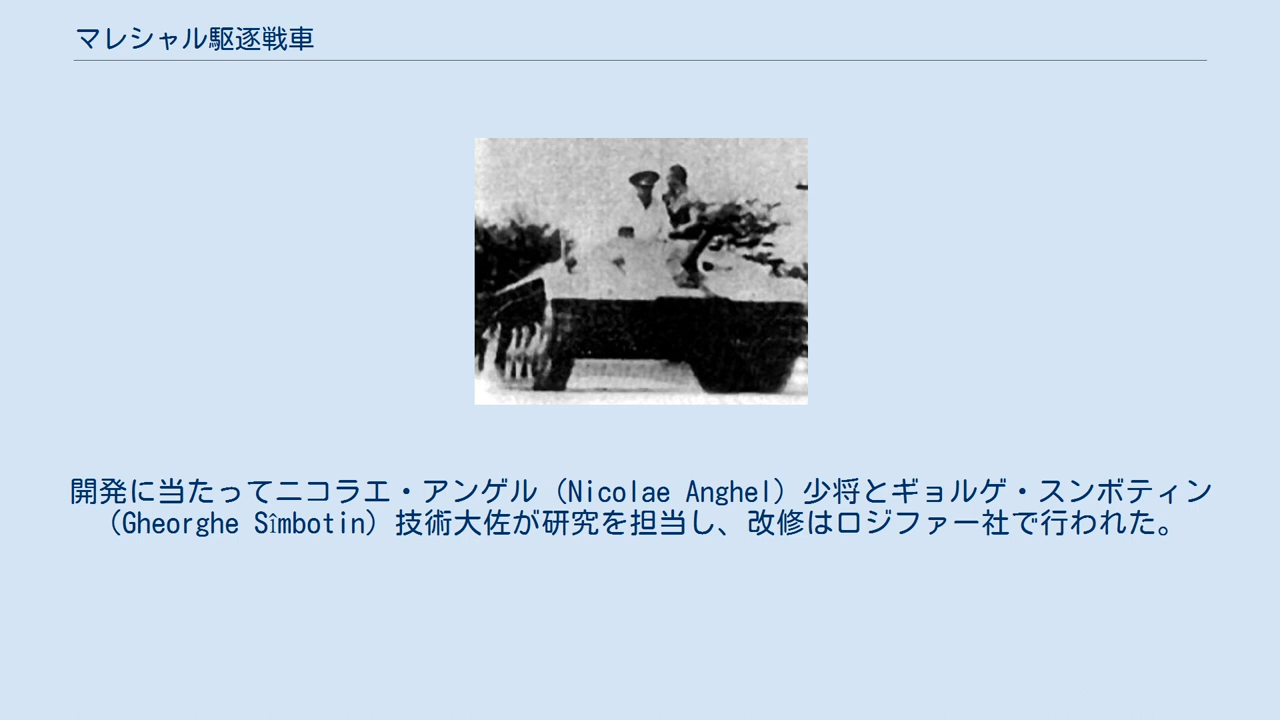 マレシャル駆逐戦車
開発に当たってニコラエ・アンゲル（Nicolae Anghel）少将とギョルゲ・スンボティン
（Gheorghe Sîmbotin）技術大佐が研究を担当し、改修はロジファー社で行われた。